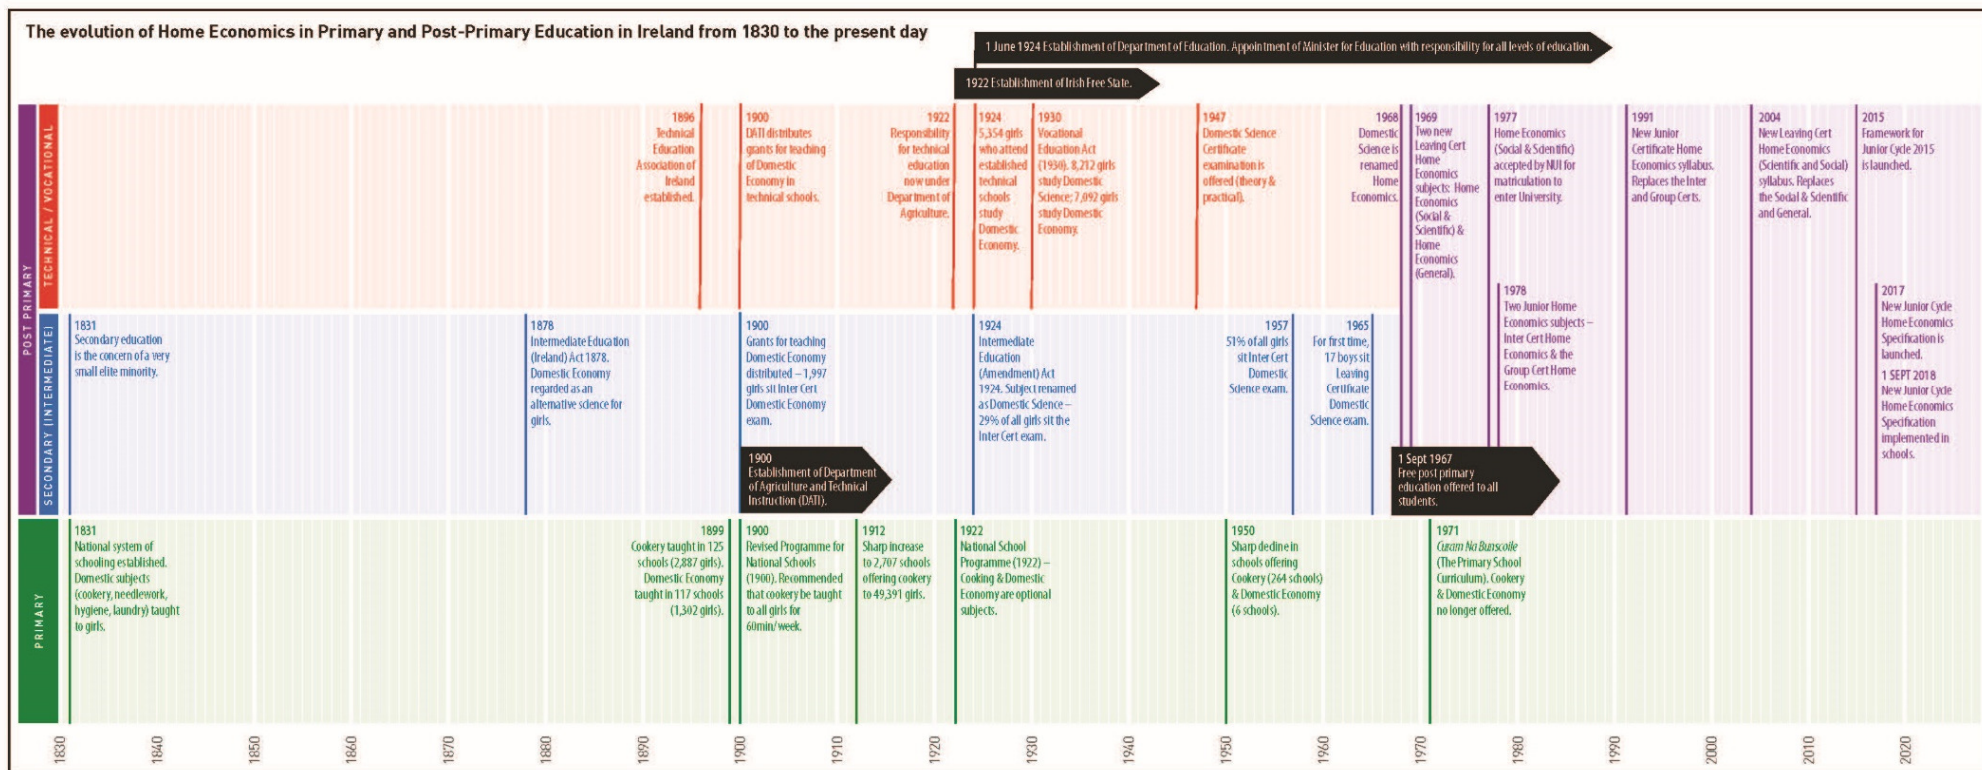 The evolution of Home Economics in Primary and Post-Primary Education in Ireland from 1830 to the present day
1 June 1924 Establishment of Department of Education. Appointment of Minister for Education with responsibility for all levels of education.
1922 Establishment of Irish Free State.
POST PRIMARY
TECHNICAL / VOCATIONAL
1896
Technical
Education
Association of
Ireland
established.
1900
DATI distributes
grants for teaching
of Domestic
Economy in
technical schools.
1922
Responsibility
for technical
education
now under
Department of
Agriculture.
1924
5,354 girls
who attend
established
technical
schools
study
Domestic
Economy.
1930
Vocational
Education Act
(1930). 8,212 girls
study Domestic
Science; 7,092 girls
study Domestic
Economy.
1947
Domestic Science
Certificate
examination is
offered (theory &
practical).
1968
Domestic
Science is
renamed
Home
Economics.
1969
Two new
Leaving Cert
Home
Economics
subjects: Home
Economics
(Social &
Scientific) &
Home
Economics
(General).
1977
Home Economics
(Social & Scientific)
accepted by NUI for
matriculation to
enter University.
1978
Two Junior Home
Economics subjects –
Inter Cert Home
Economics & the
Group Cert Home
Economics.
1991
New Junior
Certificate Home
Economics syllabus.
Replaces the Inter
and Group Certs.
2004
New Leaving Cert
Home Economics
(Scientific and Social)
syllabus. Replaces
the Social & Scientific
and General.
2015
Framework for
Junior Cycle 2015
is launched.
2017
New Junior Cycle
Home Economics
Specification is
launched.
1 SEPT 2018
New Junior Cycle
Home Economics
Specification
implemented in
schools.
SECONDARY (INTERMEDIATE)
1831
Secondary education
is the concern of a very
small elite minority.
1878
Intermediate Education
(Ireland) Act 1878.
Domestic Economy
regarded as an
alternative science for
girls.
1900
Grants for teaching
Domestic Economy
distributed – 1,997
girls sit Inter Cert
Domestic Economy
exam.
1900
Establishment of Department
of Agriculture and Technical
Instruction (DATI).
1924
Intermediate
Education
(Amendment) Act
1924. Subject renamed
as Domestic Science –
29% of all girls sit the
Inter Cert exam.
1957
51% of all girls
sit Inter Cert
Domestic
Science exam.
1965
For first time,
17 boys sit
Leaving
Certificate
Domestic
Science exam.
1 Sept 1967
Free post primary
education offered to all
students.
PRIMARY
1831
National system of
schooling established.
Domestic subjects
(cookery, needlework,
hygiene, laundry) taught
to girls.
1899
Cookery taught in 125
schools (2,887 girls).
Domestic Economy
taught in 117 schools
(1,302 girls).
1900
Revised Programme for
National Schools
(1900). Recommended
that cookery be taught
to all girls for
60min/week.
1912
Sharp increase
to 2,707 schools
offering cookery
to 49,391 girls.
1922
National School
Programme (1922) –
Cooking & Domestic
Economy are optional
subjects.
1950
Sharp decline in
schools offering
Cookery (264 schools)
& Domestic Economy
(6 schools).
1971
Curam Na Bunscoile
(The Primary School
Curriculum). Cookery
& Domestic Economy
no longer offered.
1830 1840 1850 1860 1870 1880 1890 1900 1910 1920 1930 1940 1950 1960 1970 1980 1990 2000 2010 2020